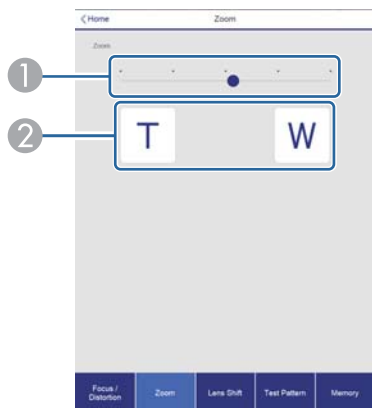 Home
Zoom
Zoom
1
2
T
W
Focus /
Distortion
Zoom
Lens Shift
Test Pattern
Memory